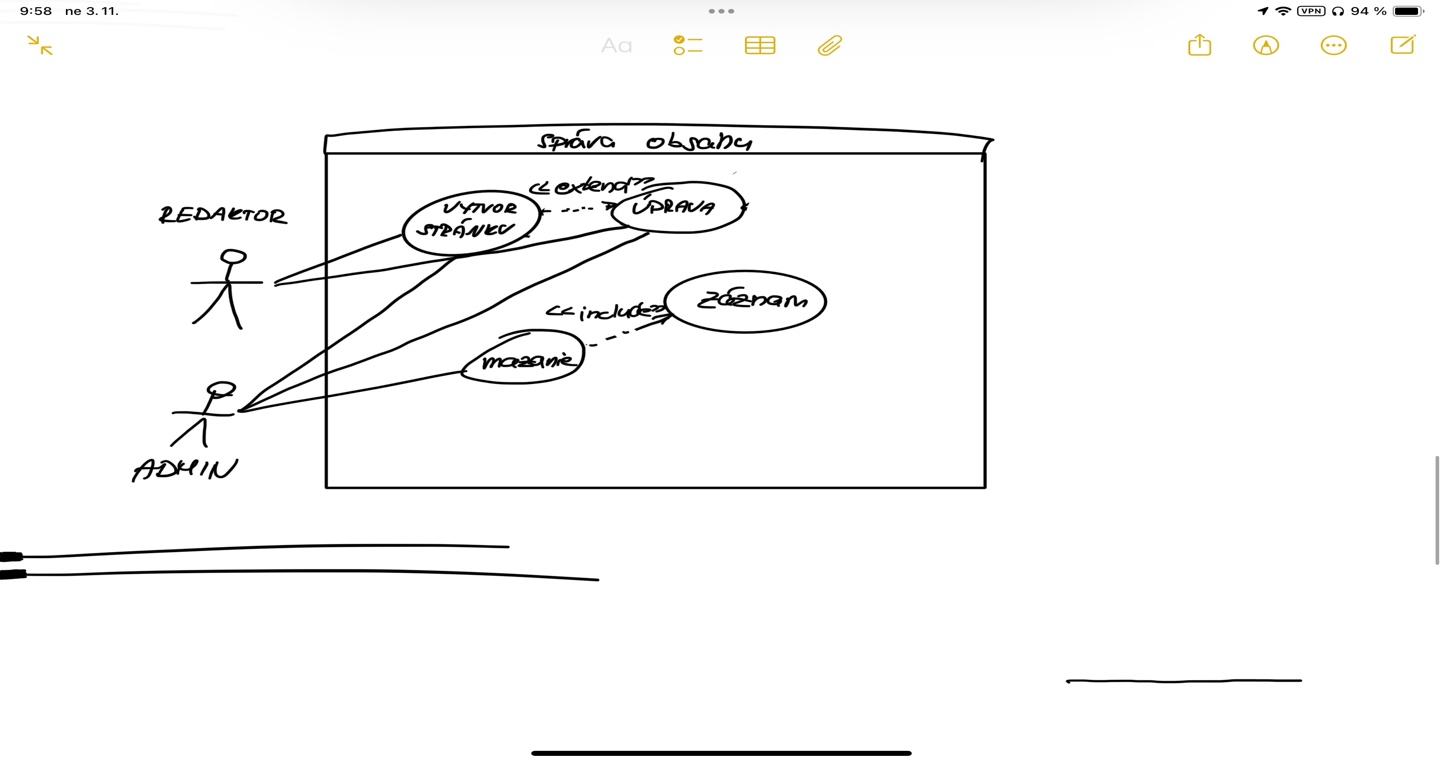 9:58 ne 3. 11.
VPN 94 %
Aa
Správa obsahu
<<extend>>
REDAKTOR
VYTVOR
STRÁNKU
ÚPRAVA
<<include>>
záznam
mazanie
ADMIN